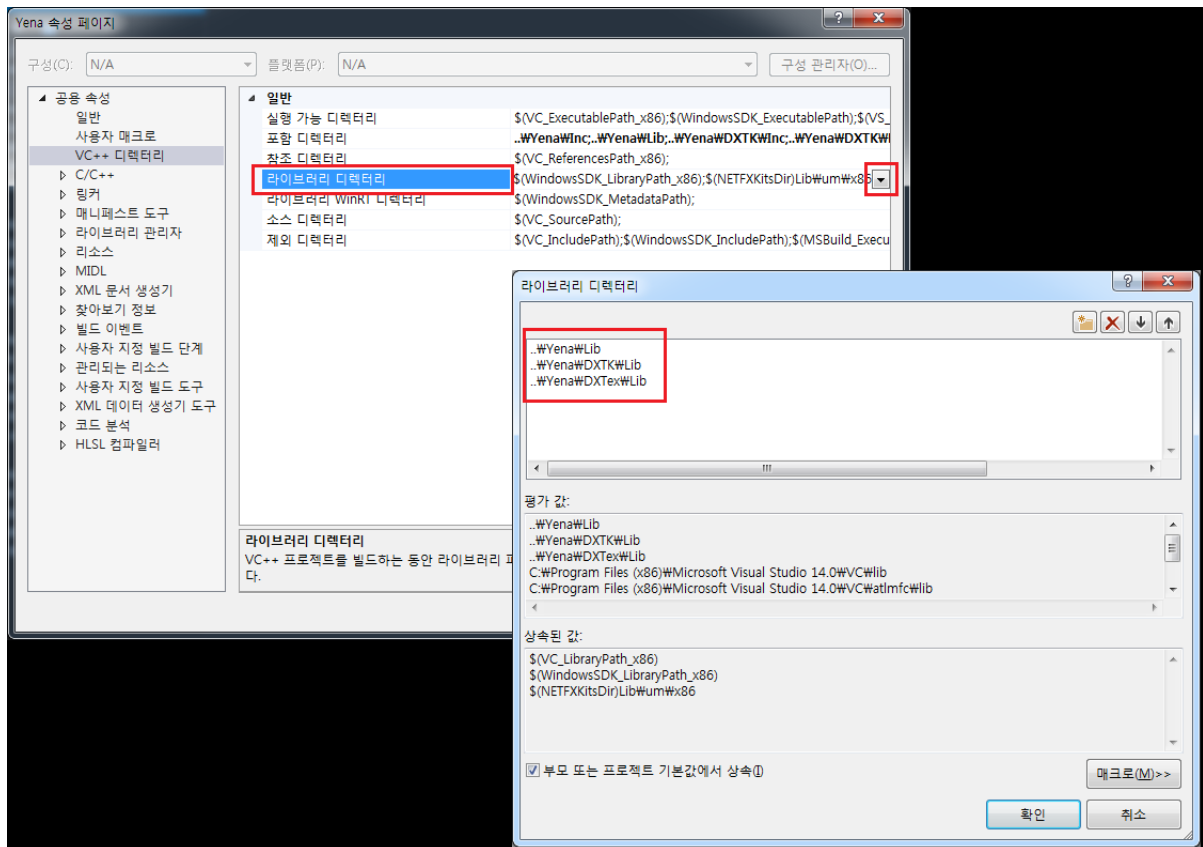 Yena 속성 페이지
구성(C): N/A 플랫폼(P): N/A 구성 관리자(O)...
공용 속성
일반
사용자 매크로
VC++ 디렉터리
C/C++
링커
매니페스트 도구
라이브러리 관리자
리소스
MIDL
XML 문서 생성기
찾아보기 정보
빌드 이벤트
사용자 지정 빌드 단계
관리되는 리소스
사용자 지정 빌드 도구
XML 데이터 생성기 도구
코드 분석
HLSL 컴파일러
일반
실행 가능 디렉터리 $(VC_ExecutablePath_x86);$(WindowsSDK_ExecutablePath);$(VS_
포함 디렉터리 ..₩Yena₩Inc;..₩Yena₩Lib;..₩Yena₩DXTK₩Inc;..₩Yena₩DXTK₩
참조 디렉터리 $(VC_ReferencesPath_x86);
라이브러리 디렉터리 $(WindowsSDK_LibraryPath_x86);$(NETFXKitsDir)Lib₩um₩x86
라이브러리 WinRT 디렉터리 $(WindowsSDK_MetadataPath);
소스 디렉터리 $(VC_SourcePath);
제외 디렉터리 $(VC_IncludePath);$(WindowsSDK_IncludePath);$(MSBuild_Execu
라이브러리 디렉터리
VC++ 프로젝트를 빌드하는 동안 라이브러리
다.
라이브러리 디렉터리
..₩Yena₩Lib
..₩Yena₩DXTK₩Lib
..₩Yena₩DXTex₩Lib
평가 값:
..₩Yena₩Lib
..₩Yena₩DXTK₩Lib
..₩Yena₩DXTex₩Lib
C:₩Program Files (x86)₩Microsoft Visual Studio 14.0₩VC₩lib
C:₩Program Files (x86)₩Microsoft Visual Studio 14.0₩VC₩atlmfc₩lib
상속된 값:
$(VC_LibraryPath_x86)
$(WindowsSDK_LibraryPath_x86)
$(NETFXKitsDir)Lib₩um₩x86
부모 또는 프로젝트 기본값에서 상속(I)
매크로(M)>>
확인 취소